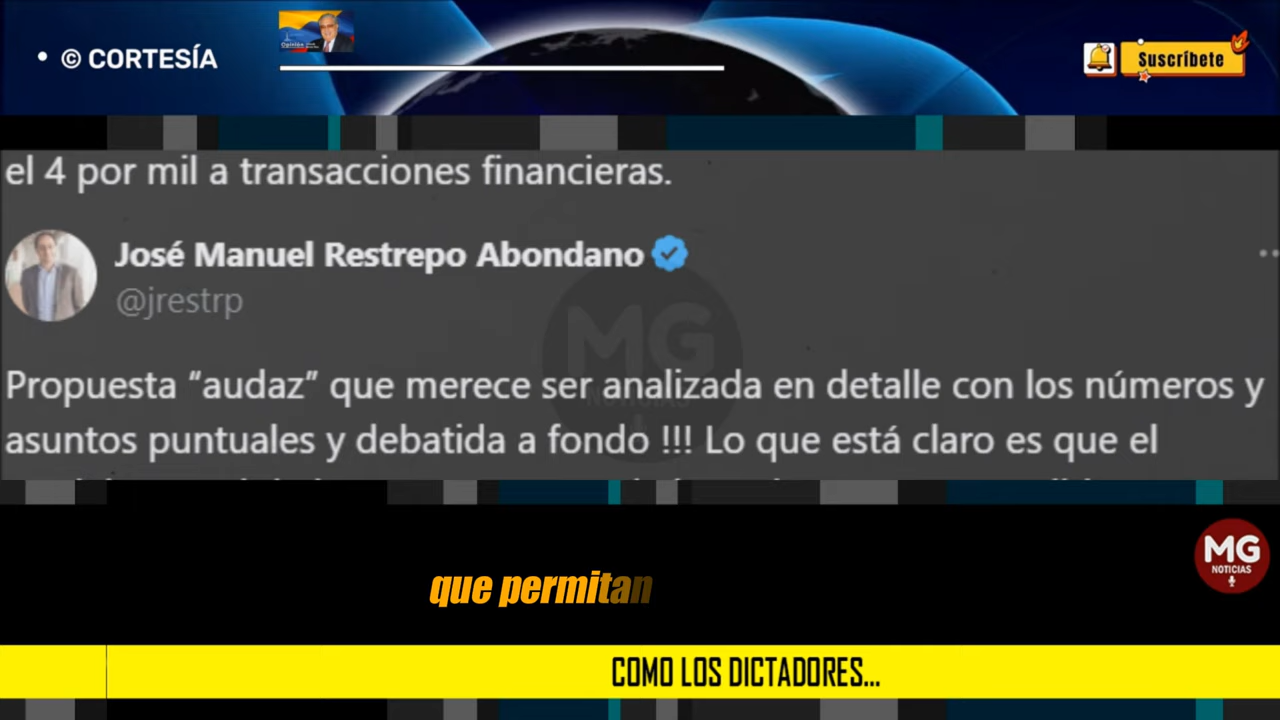 • © CORTESÍA
Opinión
Suscríbete
el 4 por mil a transacciones financieras.
José Manuel Restrepo Abondano
@jrestrp
Propuesta “audaz” que merece ser analizada en detalle con los números y
asuntos puntuales y debatida a fondo !!! Lo que está claro es que el
MG
NOTICIAS
que permitan
MG
NOTICIAS
COMO LOS DICTADORES...